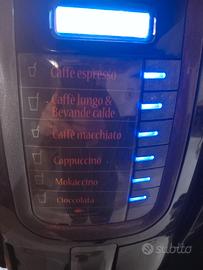 Caffè espresso
Caffè lungo &
Bevande calde
Caffè macchiato
Cappuccino
Mokaccino
Cioccolata
subito